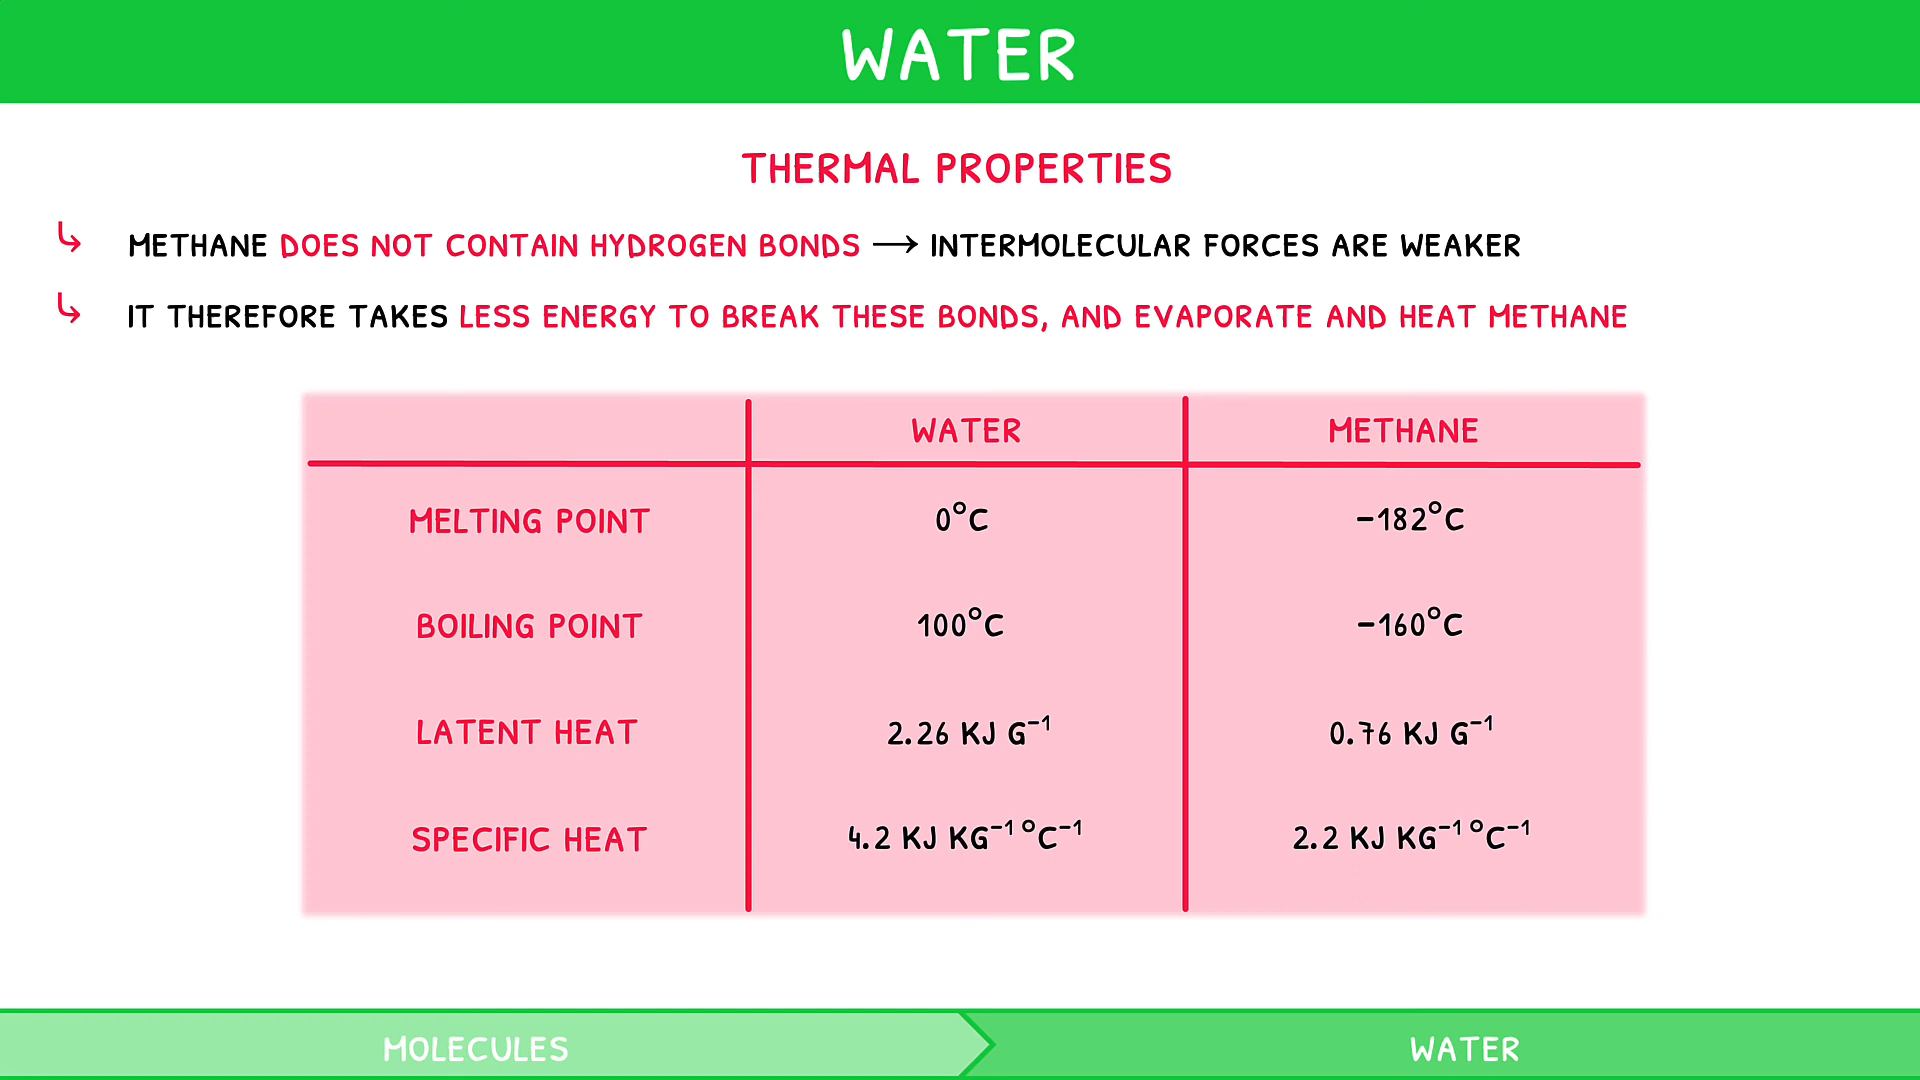 WATER
THERMAL PROPERTIES
↳ METHANE DOES NOT CONTAIN HYDROGEN BONDS → INTERMOLECULAR FORCES ARE WEAKER
↳ IT THEREFORE TAKES LESS ENERGY TO BREAK THESE BONDS, AND EVAPORATE AND HEAT METHANE
WATER METHANE
MELTING POINT 0°C -182°C
BOILING POINT 100°C -160°C
LATENT HEAT 2.26 KJ G⁻¹ 0.76 KJ G⁻¹
SPECIFIC HEAT 4.2 KJ KG⁻¹ °C⁻¹ 2.2 KJ KG⁻¹ °C⁻¹
MOLECULES WATER